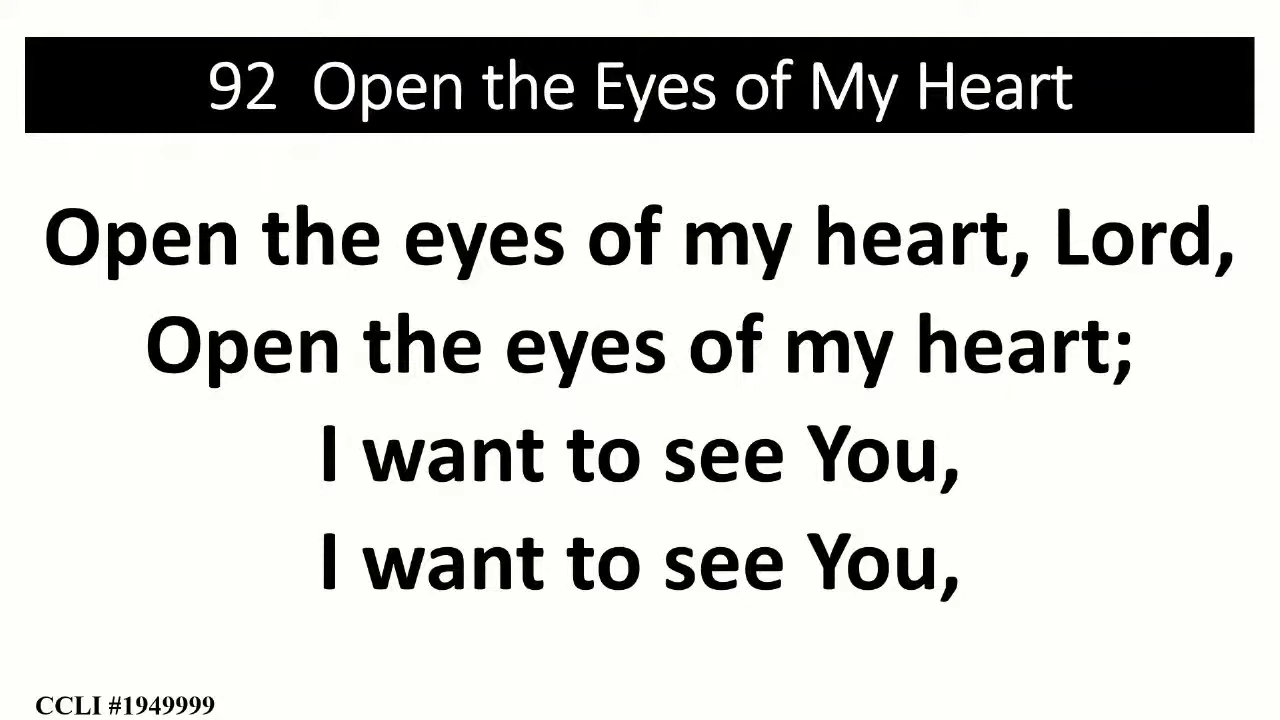 92 Open the Eyes of My Heart
Open the eyes of my heart, Lord,
Open the eyes of my heart;
I want to see You,
I want to see You,
CCLI #1949999